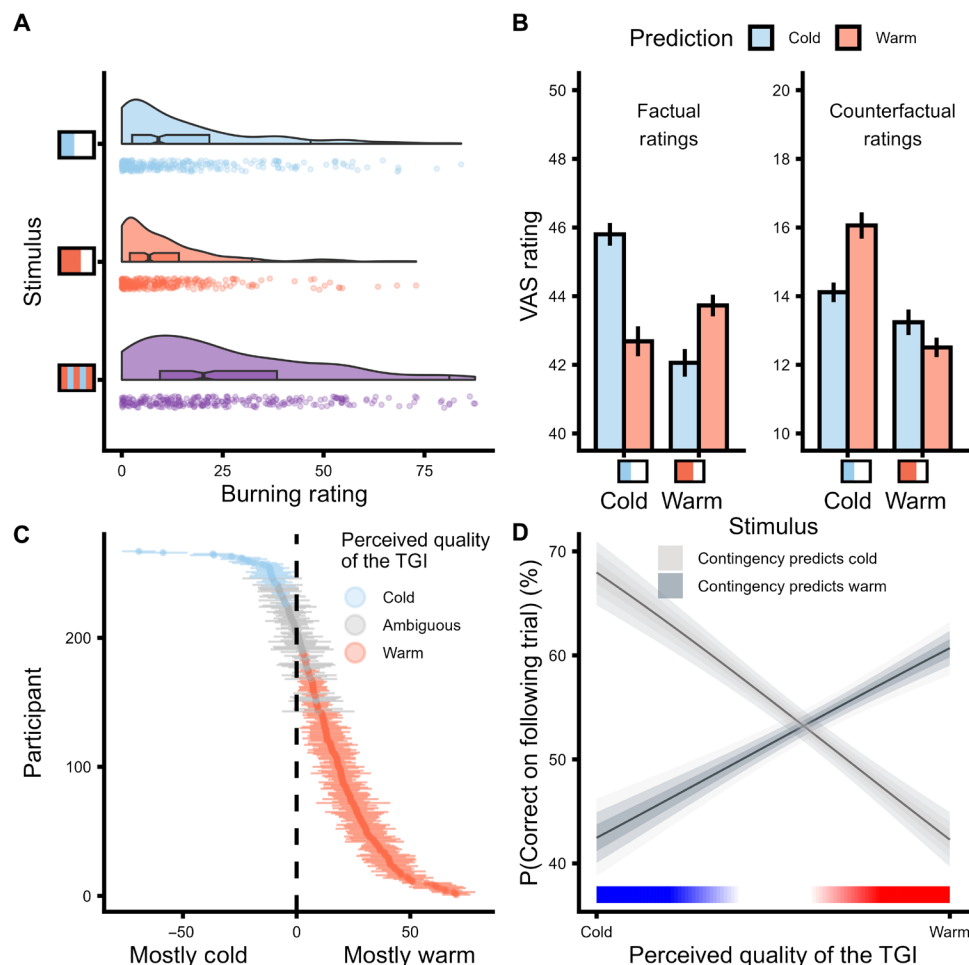 A
Stimulus
0
25
50
75
Burning rating
B
Prediction Cold Warm
Factual
ratings
Counterfactual
ratings
VAS rating
50
48
46
44
42
40
20
18
16
14
12
10
Cold Warm
Cold Warm
Stimulus
C
Perceived quality
of the TGI
Cold
Ambiguous
Warm
Participant
200
100
0
−50
0
50
Mostly cold
Mostly warm
D
Contingency predicts cold
Contingency predicts warm
P(Correct on following trial) (%)
70
60
50
40
Cold
Warm
Perceived quality of the TGI